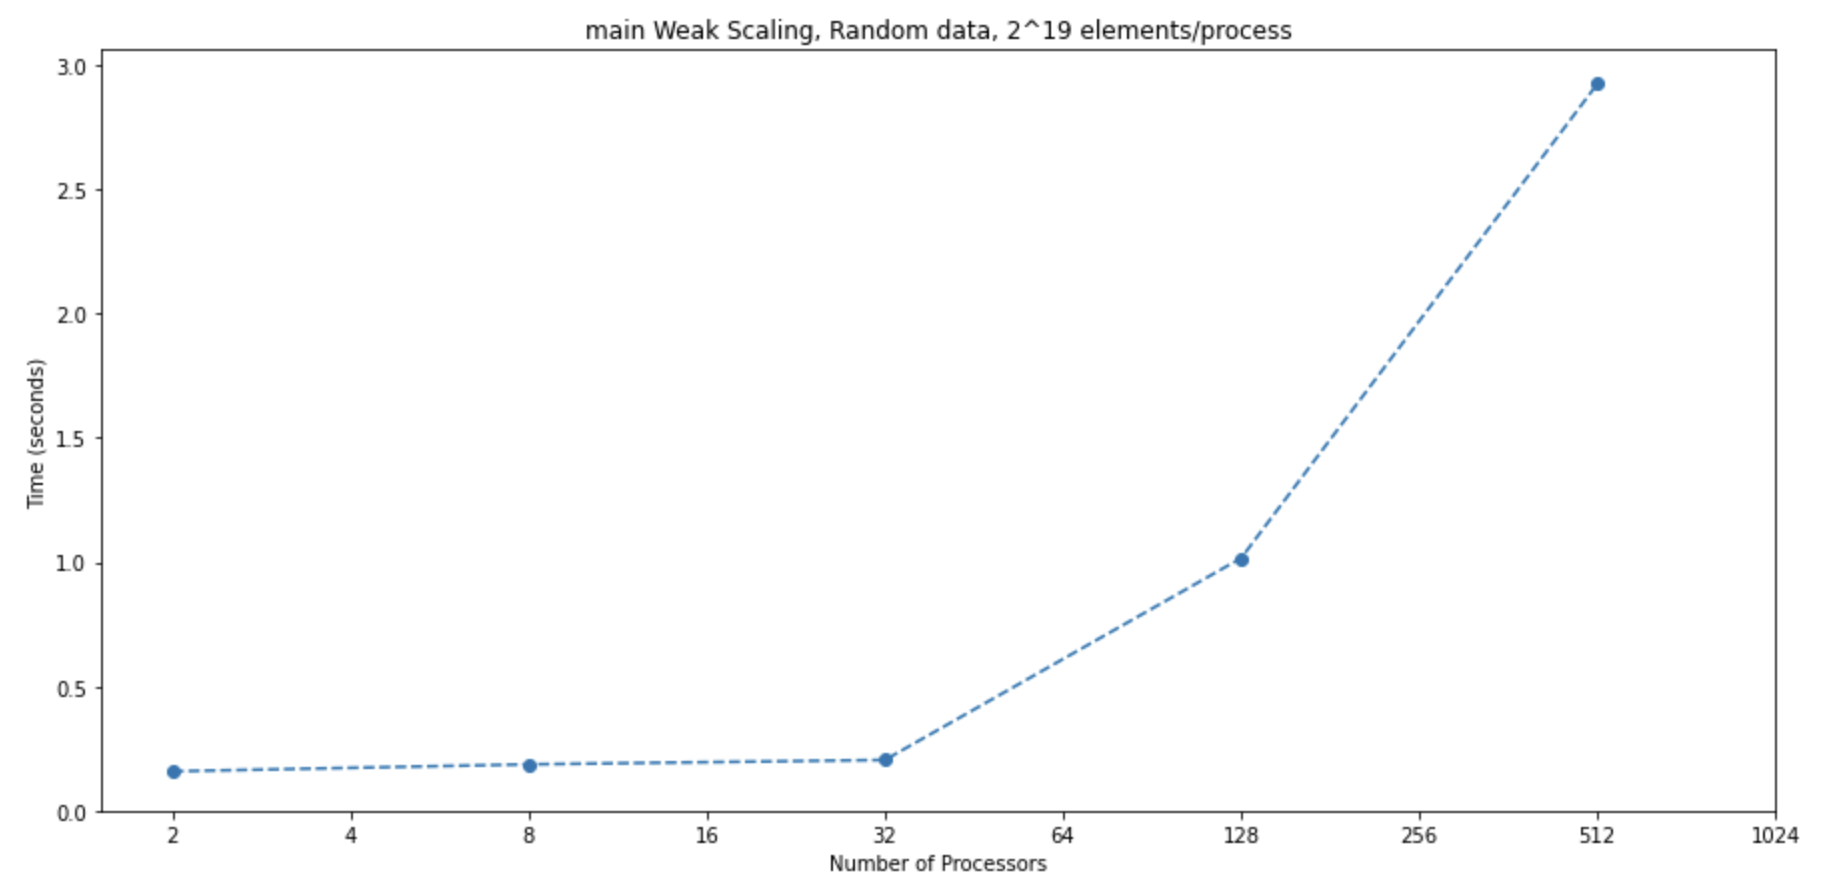 main Weak Scaling, Random data, 2^19 elements/process
3.0
2.5
2.0
1.5
1.0
0.5
0.0
Time (seconds)
2 4 8 16 32 64 128 256 512 1024
Number of Processors